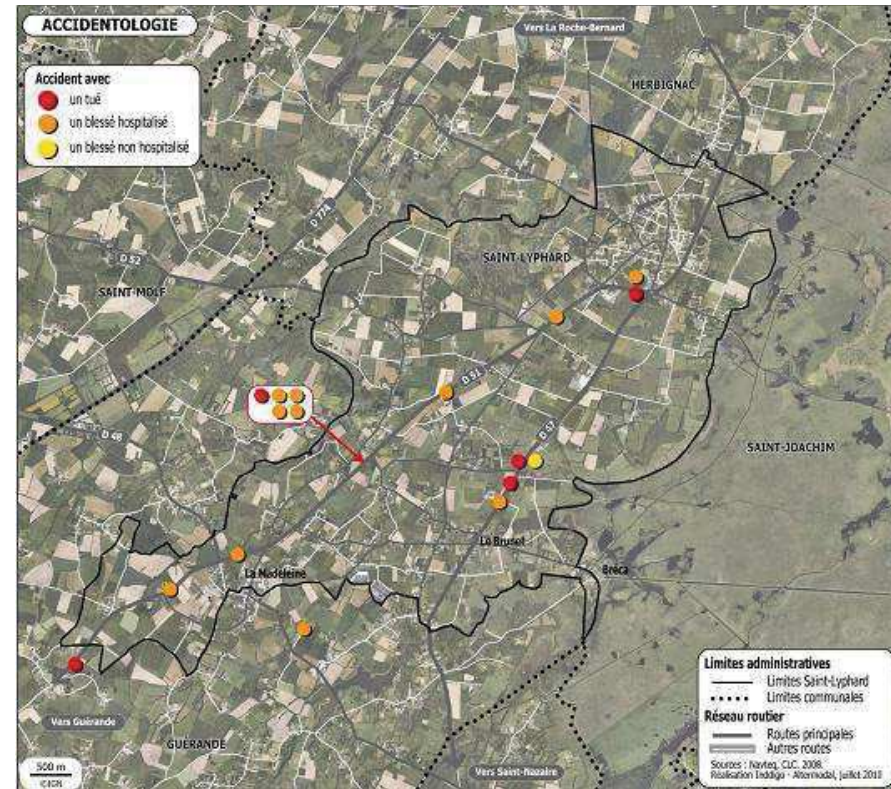 ACCIDENTOLOGIE
Accident avec
un tué
un blessé hospitalisé
un blessé non hospitalisé
Vers La Roche-Bernard
HERBIGNAC
D 774
D 52
SAINT-MOLF
SAINT-LYPHARD
D 51
D 47
D 48
SAINT-JOACHIM
Le Brunet
Bréca
La Madeleine
Vers Guérande
GUÉRANDE
Vers Saint-Nazaire
500 m
©IGN
Limites administratives
Limites Saint-Lyphard
Limites communales
Réseau routier
Routes principales
Autres routes
Sources : Navteq, CLC. 2008.
Réalisation Inddigo - Altermodal, juillet 2010